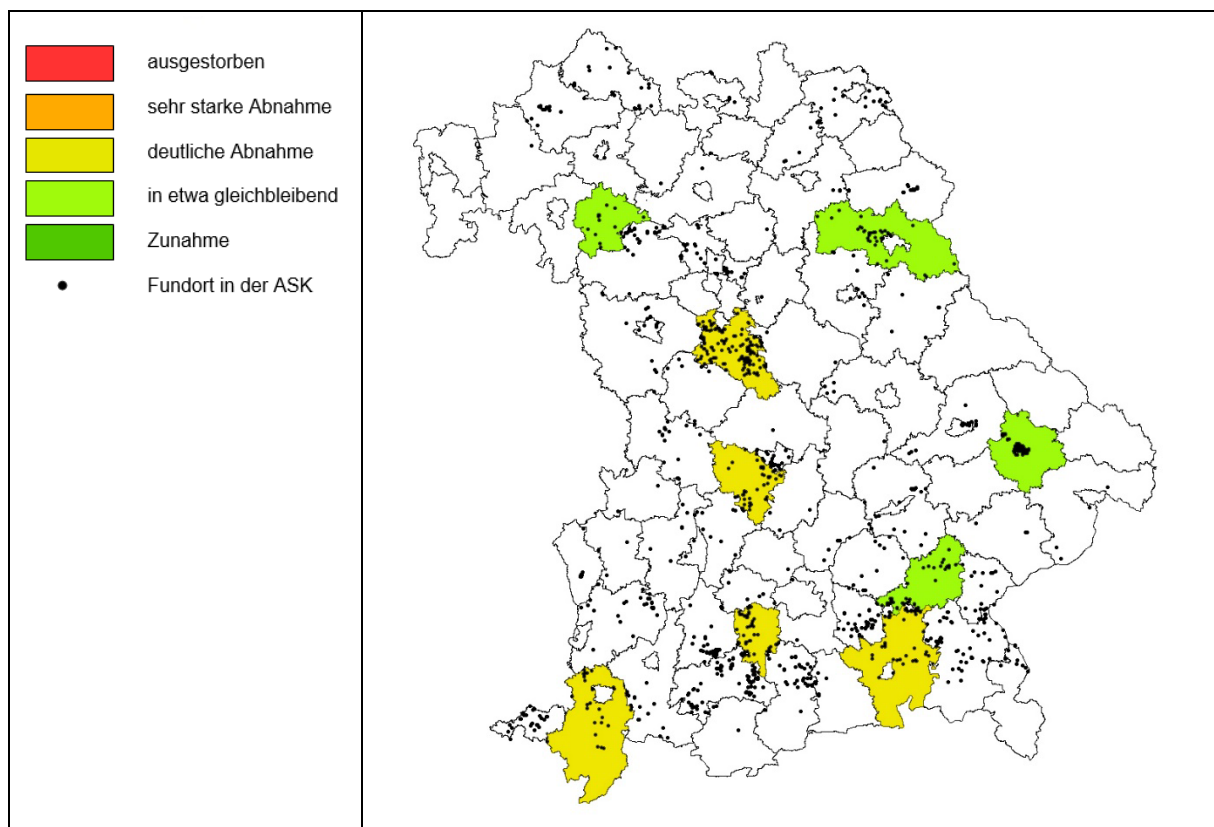 ausgestorben
sehr starke Abnahme
deutliche Abnahme
in etwa gleichbleibend
Zunahme
Fundort in der ASK